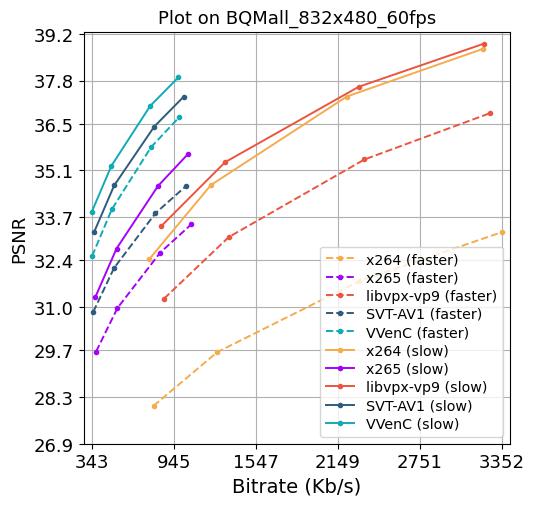 Plot on BQMall_832x480_60fps
39.2
37.8
36.5
35.1
33.7
32.4
31.0
29.7
28.3
26.9
PSNR
x264 (faster)
x265 (faster)
libvpx-vp9 (faster)
SVT-AV1 (faster)
VVenC (faster)
x264 (slow)
x265 (slow)
libvpx-vp9 (slow)
SVT-AV1 (slow)
VVenC (slow)
343 945 1547 2149 2751 3352
Bitrate (Kb/s)